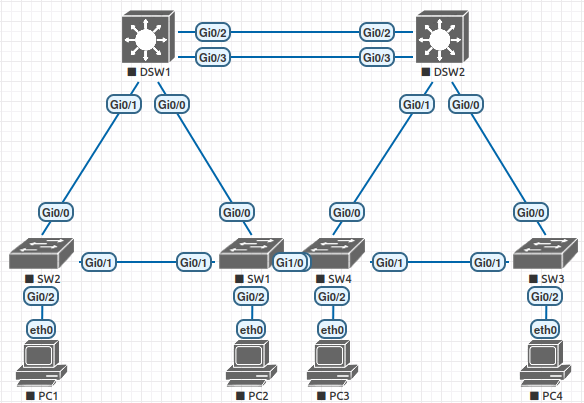 Gi0/2 Gi0/2
Gi0/3 Gi0/3
DSW1 DSW2
Gi0/1 Gi0/0 Gi0/1 Gi0/0
Gi0/0 Gi0/0 Gi0/0 Gi0/0
Gi0/1 Gi0/1 Gi1/0 Gi0/1 Gi0/1
SW2 SW1 SW4 SW3
Gi0/2 Gi0/2 Gi0/2 Gi0/2
eth0 eth0 eth0 eth0
PC1 PC2 PC3 PC4